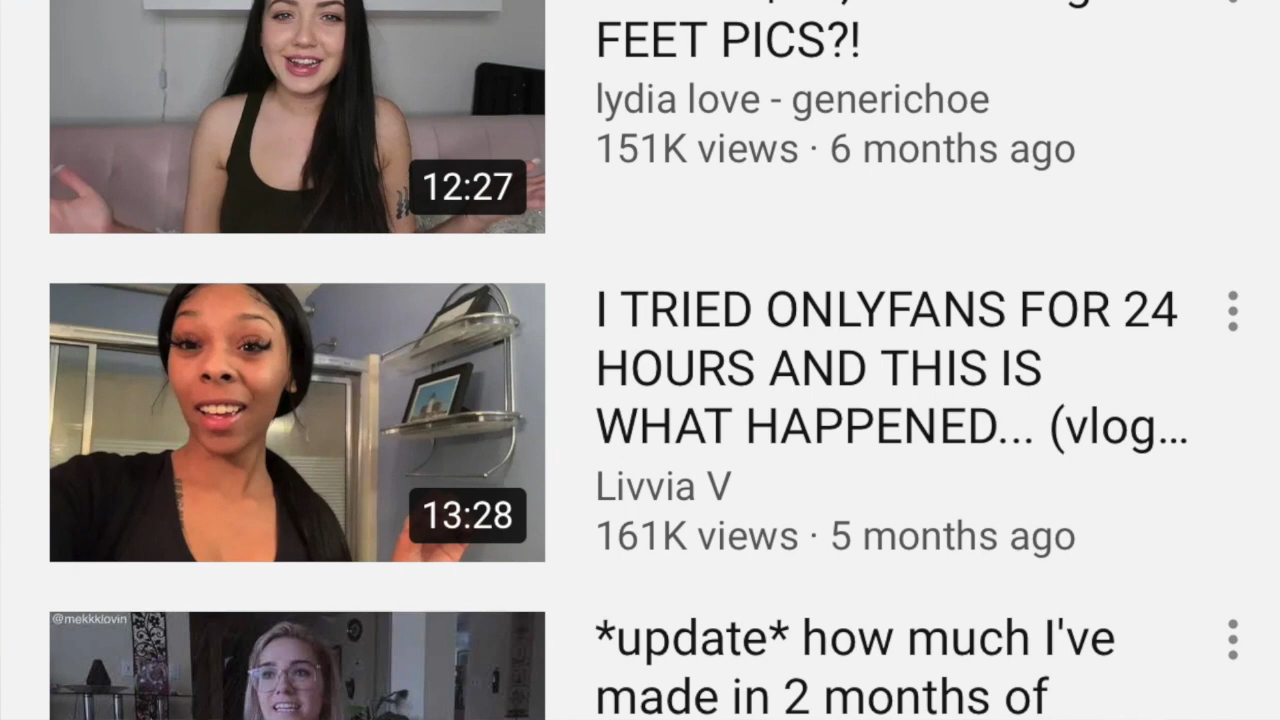 FEET PICS?!
lydia love - generichoe
151K views · 6 months ago
12:27
I TRIED ONLYFANS FOR 24
HOURS AND THIS IS
WHAT HAPPENED... (vlog...
Livvia V
161K views · 5 months ago
13:28
@mekkklovin
*update* how much I've
made in 2 months of